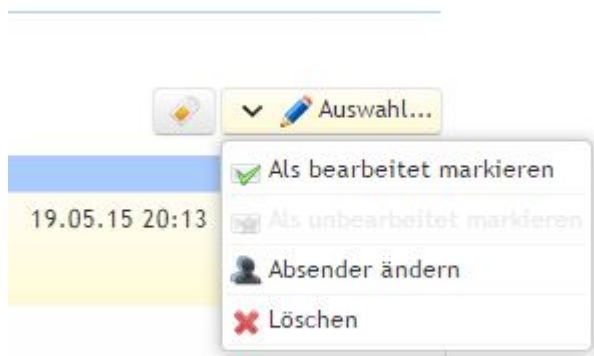 Auswahl...
Als bearbeitet markieren
19.05.15 20:13
Als unbearbeitet markieren
Absender ändern
Löschen